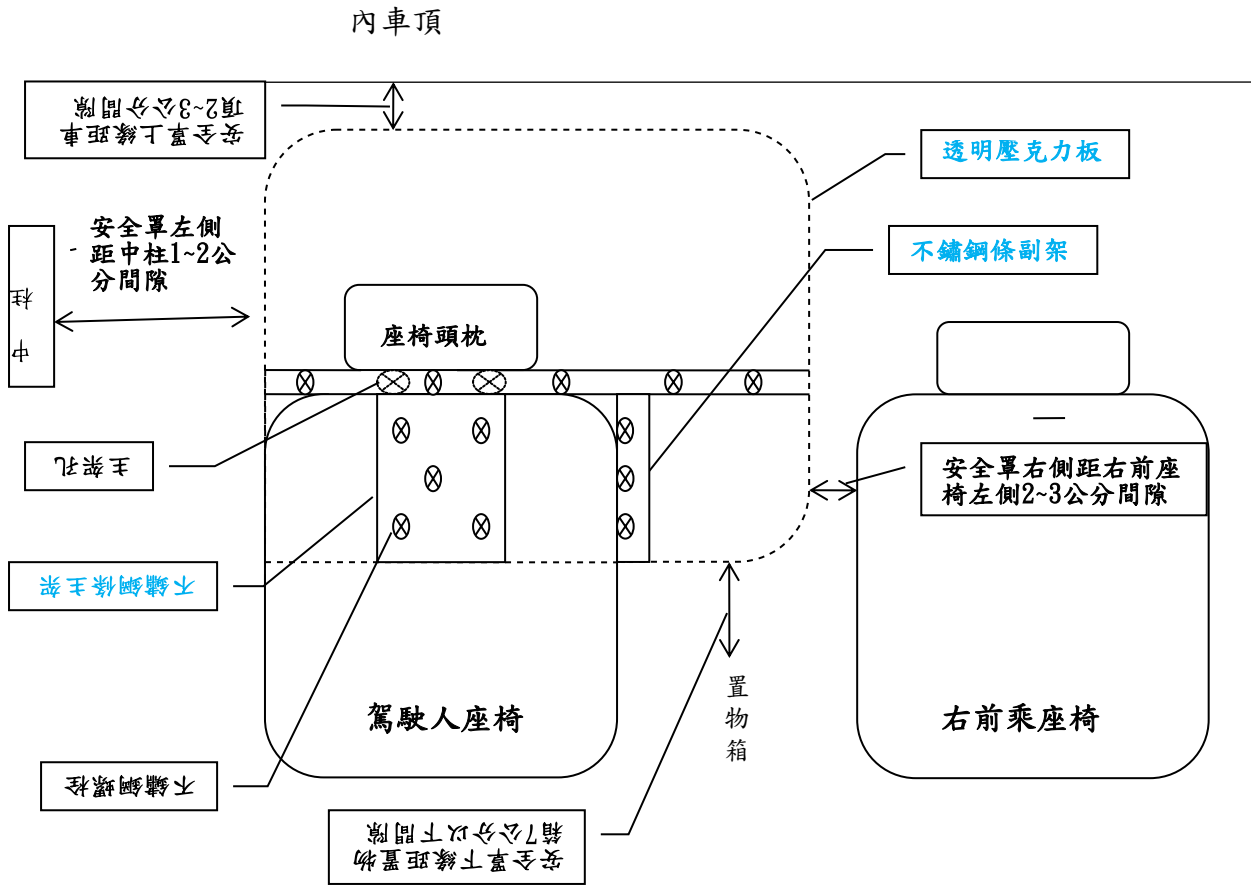 內車頂
安全罩上緣距車
頂2~3公分間隙
透明壓克力板
安全罩左側
距中柱1~2公
分間隙
不鏽鋼條副架
中
柱
座椅頭枕
主架孔
安全罩右側距右前座
椅左側2~3公分間隙
不鏽鋼條主架
置
物
箱
駕駛人座椅
右前乘座椅
不鏽鋼螺栓
安全罩下緣距置物
箱7公分以下間隙